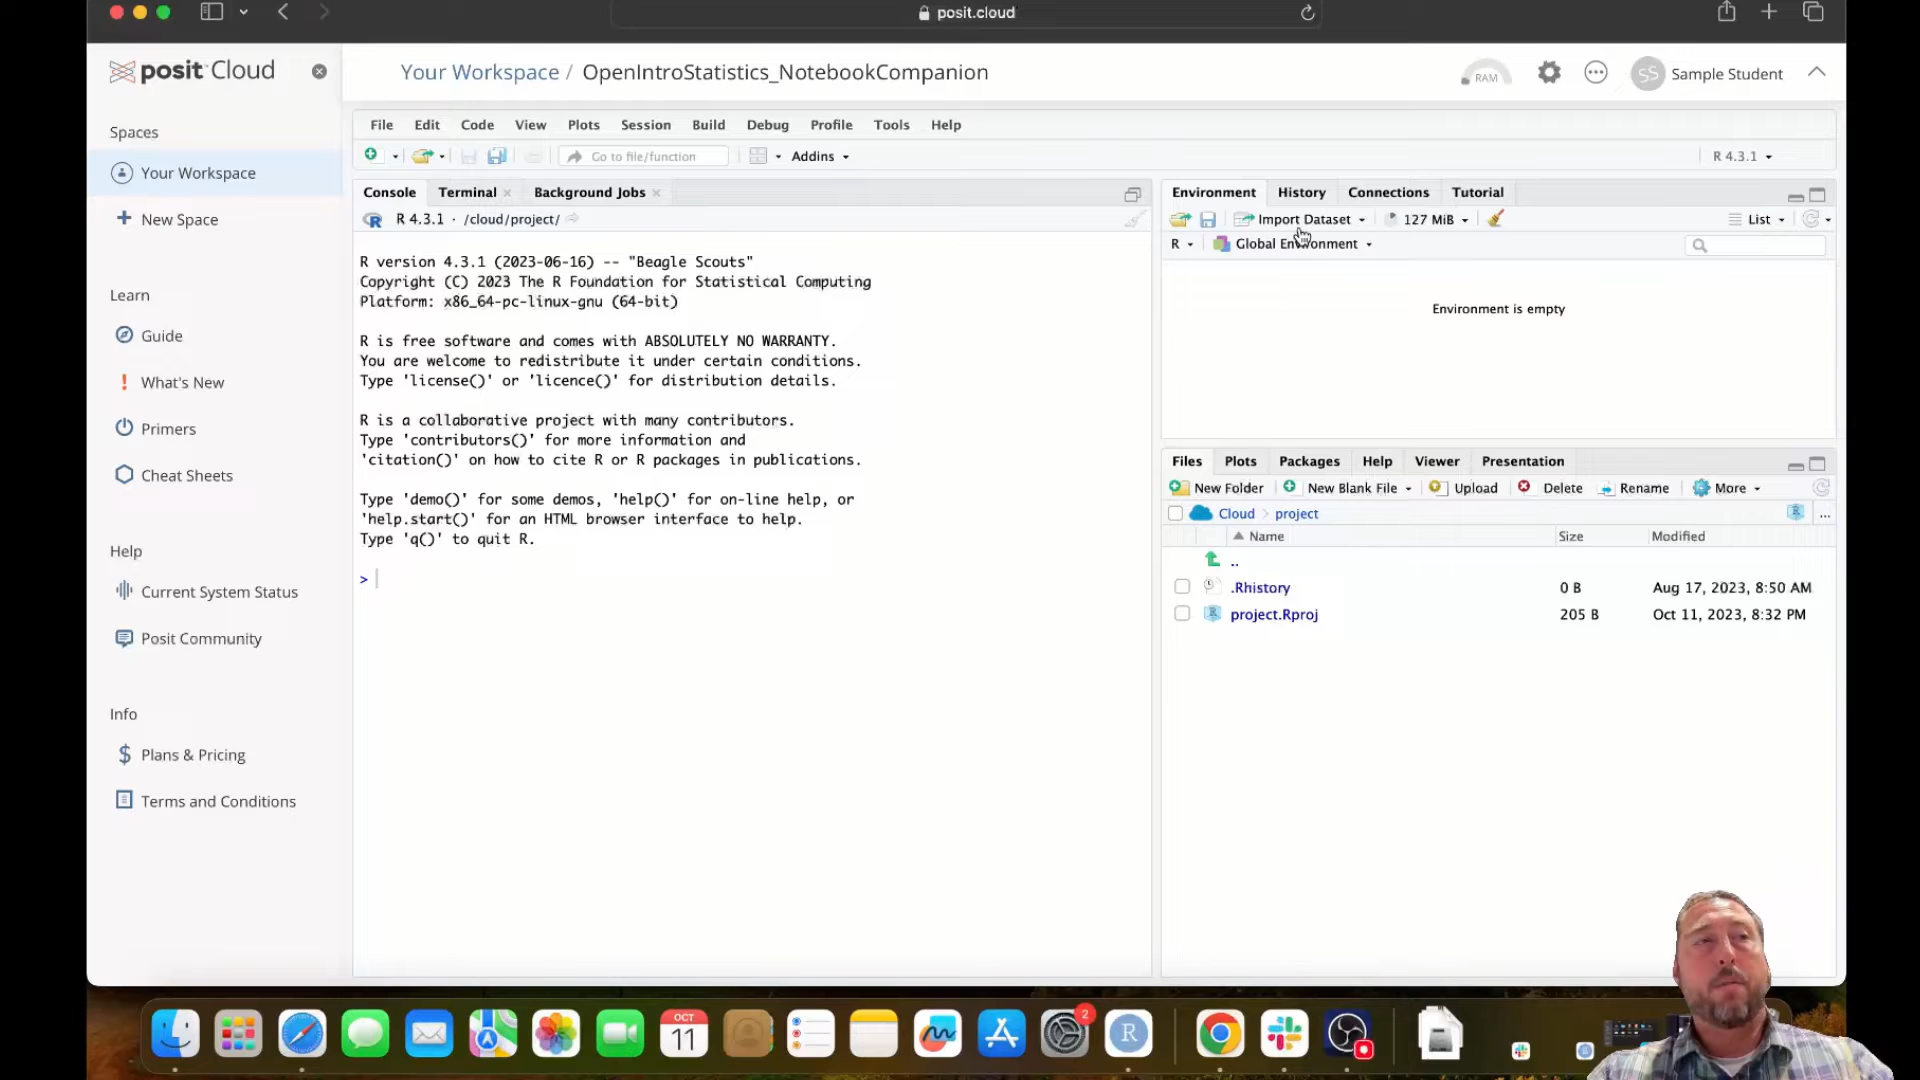 posit.cloud
posit Cloud
Your Workspace / OpenIntroStatistics_NotebookCompanion
RAM
SS
Sample Student
Spaces
Your Workspace
New Space
Learn
Guide
What's New
Primers
Cheat Sheets
Help
Current System Status
Posit Community
Info
Plans & Pricing
Terms and Conditions
File Edit Code View Plots Session Build Debug Profile Tools Help
Go to file/function
Addins
R 4.3.1
Console Terminal Background Jobs
R 4.3.1 · /cloud/project/
R version 4.3.1 (2023-06-16) -- "Beagle Scouts"
Copyright (C) 2023 The R Foundation for Statistical Computing
Platform: x86_64-pc-linux-gnu (64-bit)
R is free software and comes with ABSOLUTELY NO WARRANTY.
You are welcome to redistribute it under certain conditions.
Type 'license()' or 'licence()' for distribution details.
R is a collaborative project with many contributors.
Type 'contributors()' for more information and
'citation()' on how to cite R or R packages in publications.
Type 'demo()' for some demos, 'help()' for on-line help, or
'help.start()' for an HTML browser interface to help.
Type 'q()' to quit R.
>
Environment History Connections Tutorial
Import Dataset 127 MiB List
R Global Environment
Environment is empty
Files Plots Packages Help Viewer Presentation
New Folder New Blank File Upload Delete Rename More
Cloud > project ...
Name Size Modified
..
.Rhistory 0 B Aug 17, 2023, 8:50 AM
project.Rproj 205 B Oct 11, 2023, 8:32 PM
OCT
11
2
R